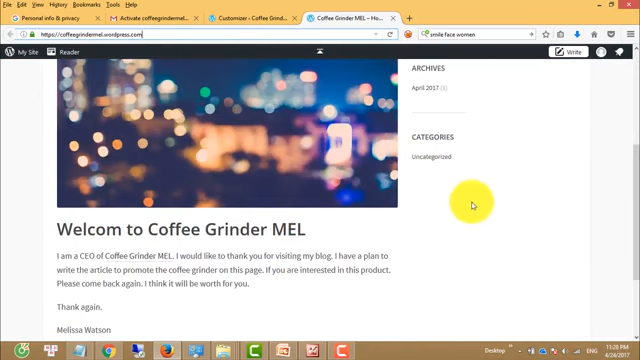 File Edit View History Bookmarks Tools Help
Personal info & privacy
Activate coffeegrindermel...
Customizer ‹ Coffee Grind...
Coffee Grinder MEL – Ho...
https://coffeegrindermel.wordpress.com
smile face women
My Site
Reader
Write
ARCHIVES
April 2017 (1)
CATEGORIES
Uncategorized
Welcom to Coffee Grinder MEL
I am a CEO of Coffee Grinder MEL. I would like to thank you for visiting my blog. I have a plan to
write the article to promote the coffee grinder on this page. If you are interested in this product.
Please come back again. I think it will be worth for you.
Thank again.
Melissa Watson
Desktop
11:28 PM
4/24/2017